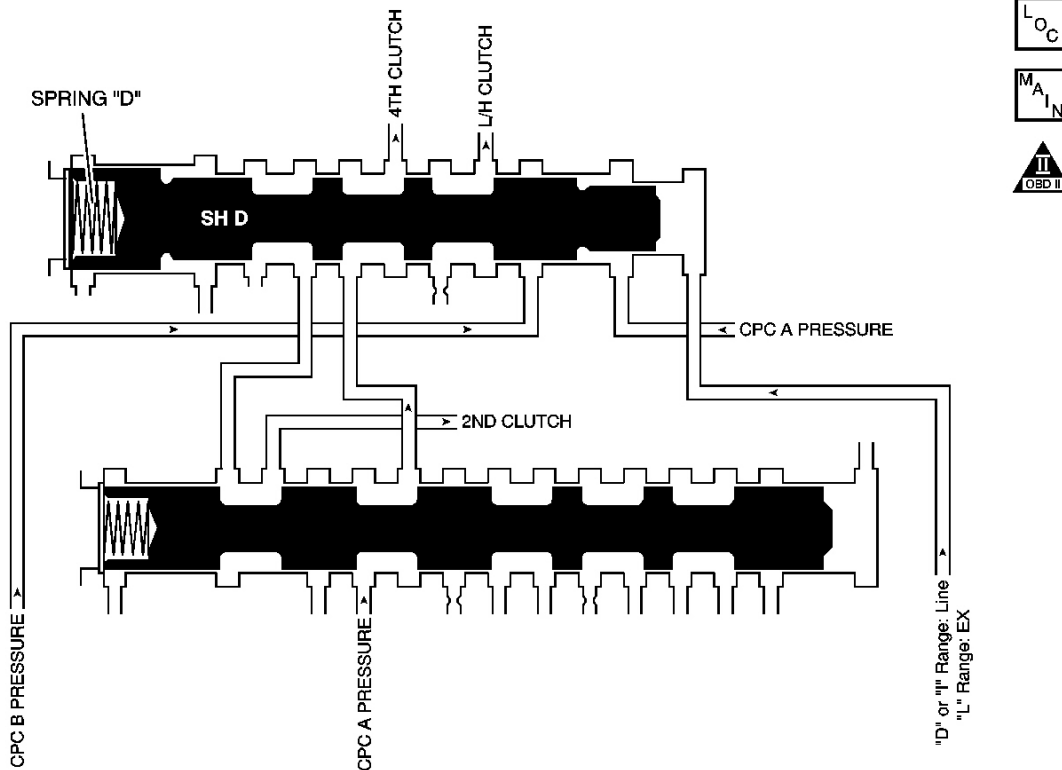 4TH CLUTCH
L/H CLUTCH
SPRING "D"
SH D
CPC A PRESSURE
2ND CLUTCH
CPC B PRESSURE
CPC A PRESSURE
"D" or "I" Range: Line
"L" Range: EX
LOC
MAIN
II
OBD II